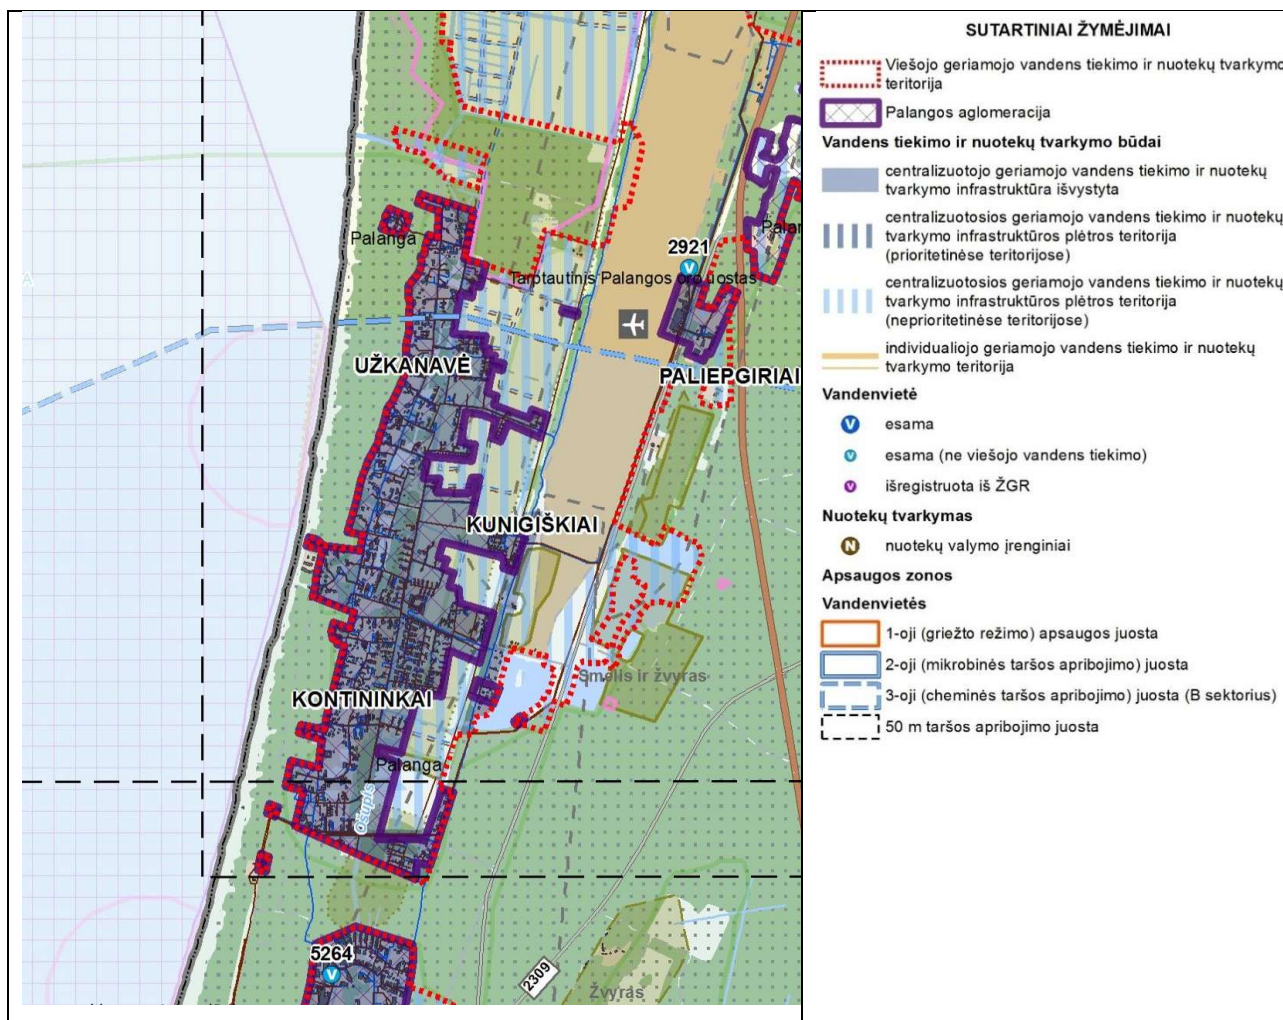 Palanga
2921
Palan
Tarptautinis Palangos oro uostas
UŽKANAVĖ
PALIEPGIRIAI
KUNIGIŠKIAI
Smėlis ir žvyras
KONTININKAI
Palanga
Ošupis
5264
2309
Žvyras
SUTARTINIAI ŽYMĖJIMAI
Viešojo geriamojo vandens tiekimo ir nuotekų tvarkymo
teritorija
Palangos aglomeracija
Vandens tiekimo ir nuotekų tvarkymo būdai
centralizuotojo geriamojo vandens tiekimo ir nuotekų
tvarkymo infrastruktūra išvystyta
centralizuotosios geriamojo vandens tiekimo ir nuotekų
tvarkymo infrastruktūros plėtros teritorija
(prioritetinėse teritorijose)
centralizuotosios geriamojo vandens tiekimo ir nuotekų
tvarkymo infrastruktūros plėtros teritorija
(neprioritetinėse teritorijose)
individualiojo geriamojo vandens tiekimo ir nuotekų
tvarkymo teritorija
Vandenvietė
V esama
V esama (ne viešojo vandens tiekimo)
V išregistruota iš ŽGR
Nuotekų tvarkymas
N nuotekų valymo įrenginiai
Apsaugos zonos
Vandenvietės
1-oji (griežto režimo) apsaugos juosta
2-oji (mikrobinės taršos apribojimo) juosta
3-oji (cheminės taršos apribojimo) juosta (B sektorius)
50 m taršos apribojimo juosta